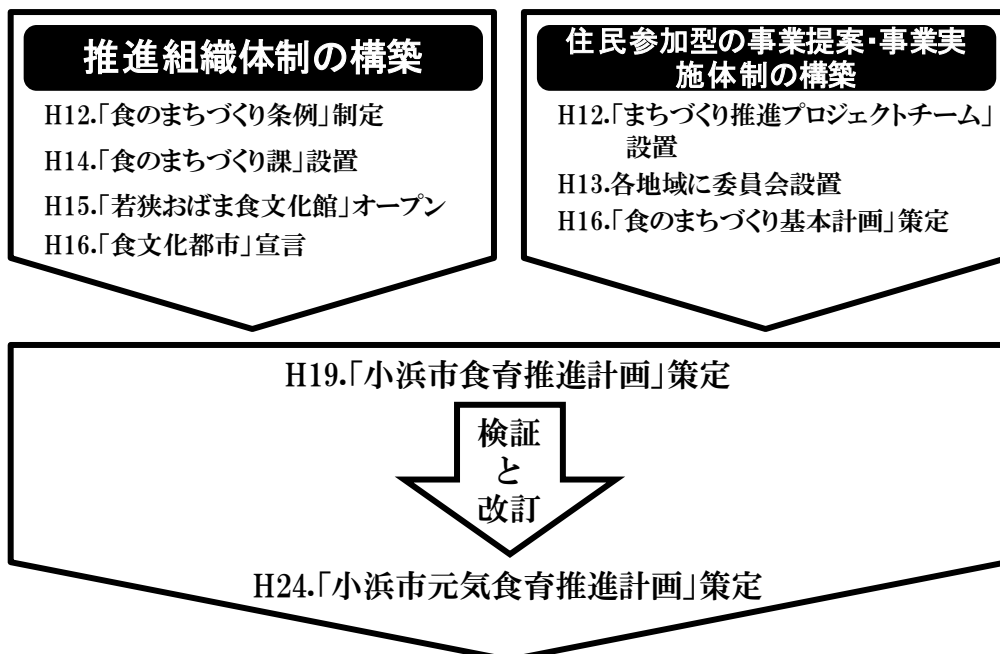 推進組織体制の構築
H12.「食のまちづくり条例」制定
H14.「食のまちづくり課」設置
H15.「若狭おばま食文化館」オープン
H16.「食文化都市」宣言
住民参加型の事業提案・事業実
施体制の構築
H12.「まちづくり推進プロジェクトチーム」
設置
H13.各地域に委員会設置
H16.「食のまちづくり基本計画」策定
H19.「小浜市食育推進計画」策定
検証
と
改訂
H24.「小浜市元気食育推進計画」策定